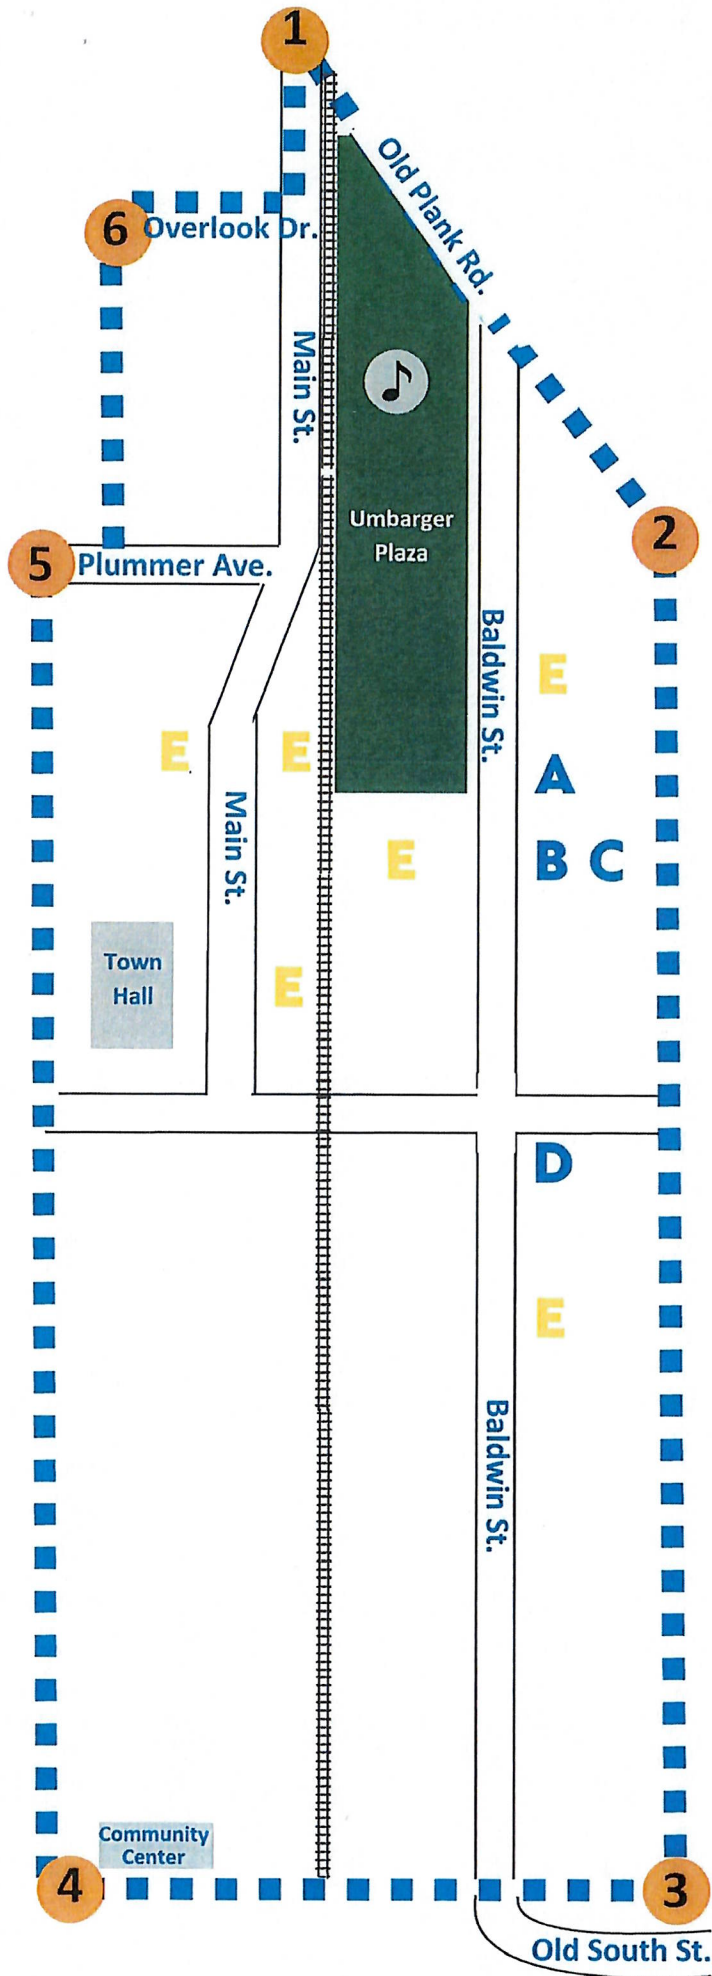 1
Old Plank Rd.
6
Overlook Dr.
Main St.
Umbarger
Plaza
2
5
Plummer Ave.
Baldwin St.
E
E
E
A
Main St.
E
B C
Town
Hall
E
D
E
Baldwin St.
Community
Center
4
3
Old South St.